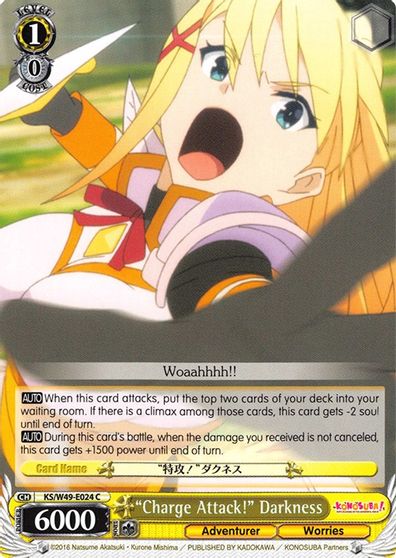 LEVEL
1
0
COST
Woaahhhh!!
AUTO When this card attacks, put the top two cards of your deck into your
waiting room. If there is a climax among those cards, this card gets -2 soul
until end of turn.
AUTO During this card's battle, when the damage you received is not canceled,
this card gets +1500 power until end of turn.
Card Name
"特攻！"ダクネス
CH KS/W49-E024 C
POWER
6000
"Charge Attack!" Darkness
KONOSUBA!
Adventurer Worries
©2016 Natsume Akatsuki・Kurone Mishima / PUBLISHED BY KADOKAWA / KONOSUBA Partners